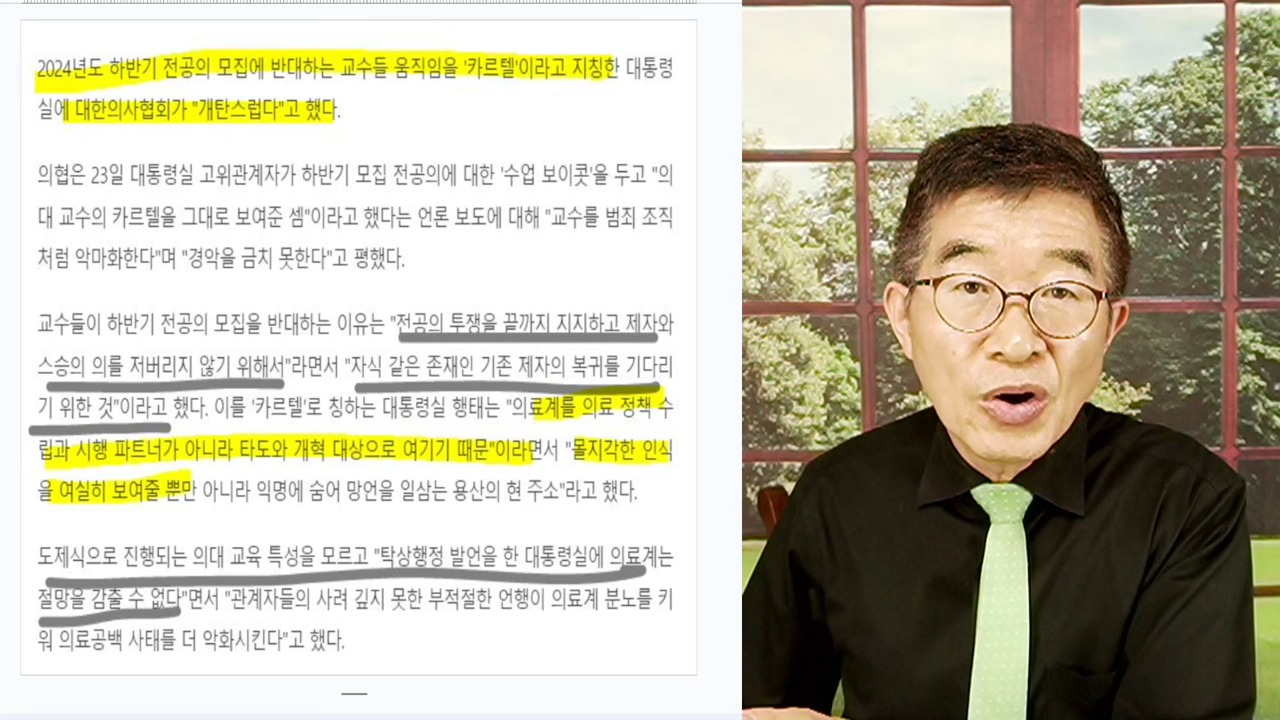 2024년도 하반기 전공의 모집에 반대하는 교수들 움직임을 '카르텔'이라고 지칭한 대통령
실에 대한의사협회가 "개탄스럽다"고 했다.
의협은 23일 대통령실 고위관계자가 하반기 모집 전공의에 대한 '수업 보이콧'을 두고 "의
대 교수의 카르텔을 그대로 보여준 셈"이라고 했다는 언론 보도에 대해 "교수를 범죄 조직
처럼 악마화한다"며 "경악을 금치 못한다"고 평했다.
교수들이 하반기 전공의 모집을 반대하는 이유는 "전공의 투쟁을 끝까지 지지하고 제자와
스승의 의를 저버리지 않기 위해서"라면서 "자식 같은 존재인 기존 제자의 복귀를 기다리
기 위한 것"이라고 했다. 이를 '카르텔'로 칭하는 대통령실 행태는 "의료계를 의료 정책 수
립과 시행 파트너가 아니라 타도와 개혁 대상으로 여기기 때문"이라면서 "몰지각한 인식
을 여실히 보여줄 뿐만 아니라 익명에 숨어 망언을 일삼는 용산의 현 주소"라고 했다.
도제식으로 진행되는 의대 교육 특성을 모르고 "탁상행정 발언을 한 대통령실에 의료계는
절망을 감출 수 없다"면서 "관계자들의 사려 깊지 못한 부적절한 언행이 의료계 분노를 키
워 의료공백 사태를 더 악화시킨다"고 했다.